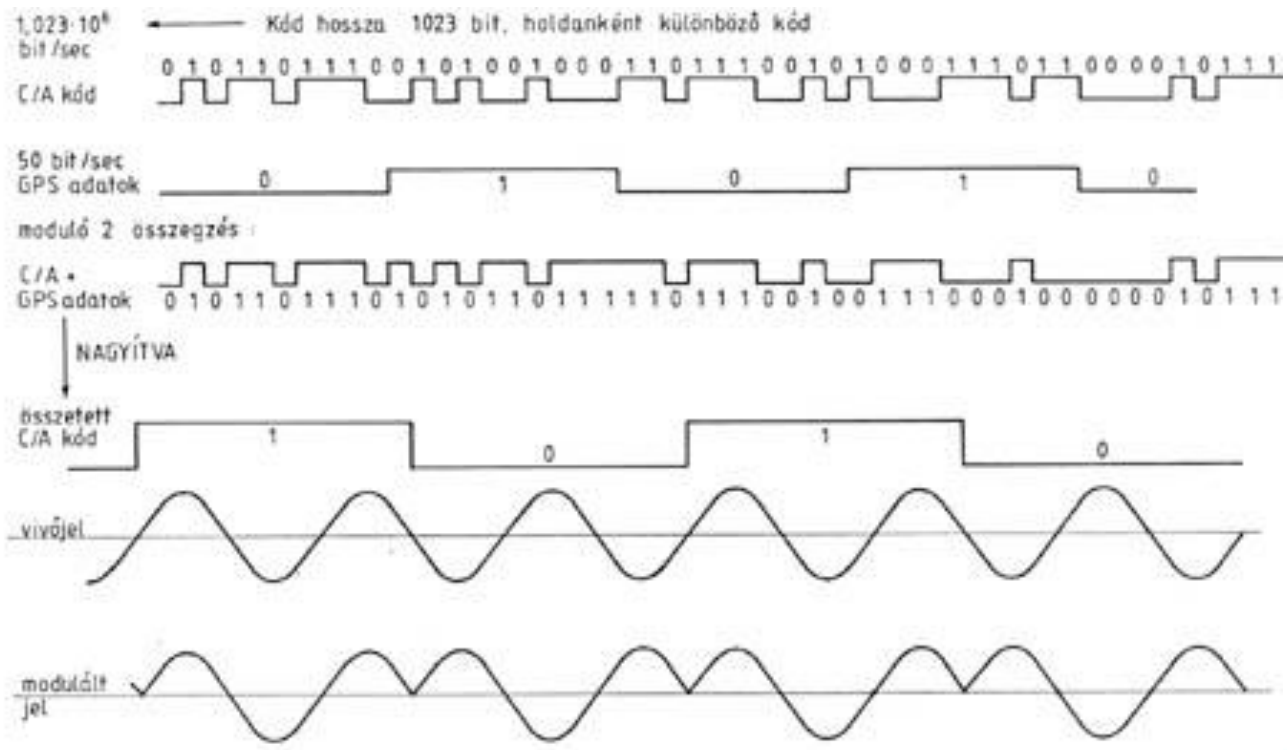 1,023·10⁶ bit/sec ← Kód hossza 1023 bit, holdanként különböző kód
0 1 0 1 1 0 1 1 1 0 0 1 0 1 0 0 1 0 0 0 1 1 0 1 1 1 0 0 1 0 1 0 0 0 1 1 1 0 1 1 0 0 0 0 1 0 1 1 1
C/A kód
50 bit/sec
GPS adatok
0 1 0 1 0
moduló 2 összegzés :
C/A +
GPS adatok
0 1 0 1 1 0 1 1 1 0 1 0 1 0 1 1 0 1 1 1 1 1 0 1 1 1 0 0 1 0 0 1 1 1 0 0 0 1 0 0 0 0 0 0 1 0 1 1 1
NAGYÍTVA
összetett
C/A kód
1 0 1 0
vivőjel
modulált
jel